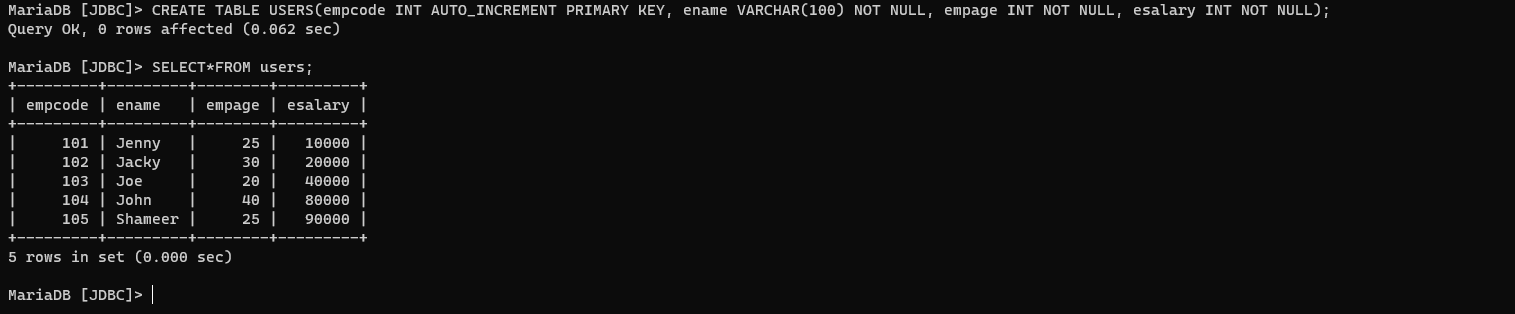 MariaDB [JDBC]> CREATE TABLE USERS(empcode INT AUTO_INCREMENT PRIMARY KEY, ename VARCHAR(100) NOT NULL, empage INT NOT NULL, esalary INT NOT NULL);
Query OK, 0 rows affected (0.062 sec)
MariaDB [JDBC]> SELECT*FROM users;
+---------+---------+--------+---------+
| empcode | ename   | empage | esalary |
+---------+---------+--------+---------+
|     101 | Jenny   |     25 |   10000 |
|     102 | Jacky   |     30 |   20000 |
|     103 | Joe     |     20 |   40000 |
|     104 | John    |     40 |   80000 |
|     105 | Shameer |     25 |   90000 |
+---------+---------+--------+---------+
5 rows in set (0.000 sec)
MariaDB [JDBC]>